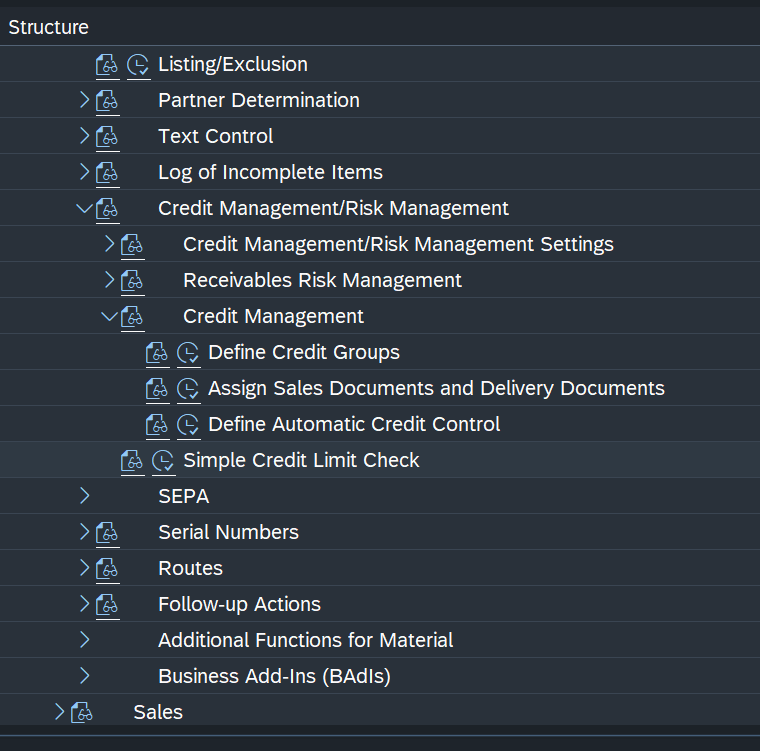 Structure
Listing/Exclusion
Partner Determination
Text Control
Log of Incomplete Items
Credit Management/Risk Management
Credit Management/Risk Management Settings
Receivables Risk Management
Credit Management
Define Credit Groups
Assign Sales Documents and Delivery Documents
Define Automatic Credit Control
Simple Credit Limit Check
SEPA
Serial Numbers
Routes
Follow-up Actions
Additional Functions for Material
Business Add-Ins (BAdIs)
Sales